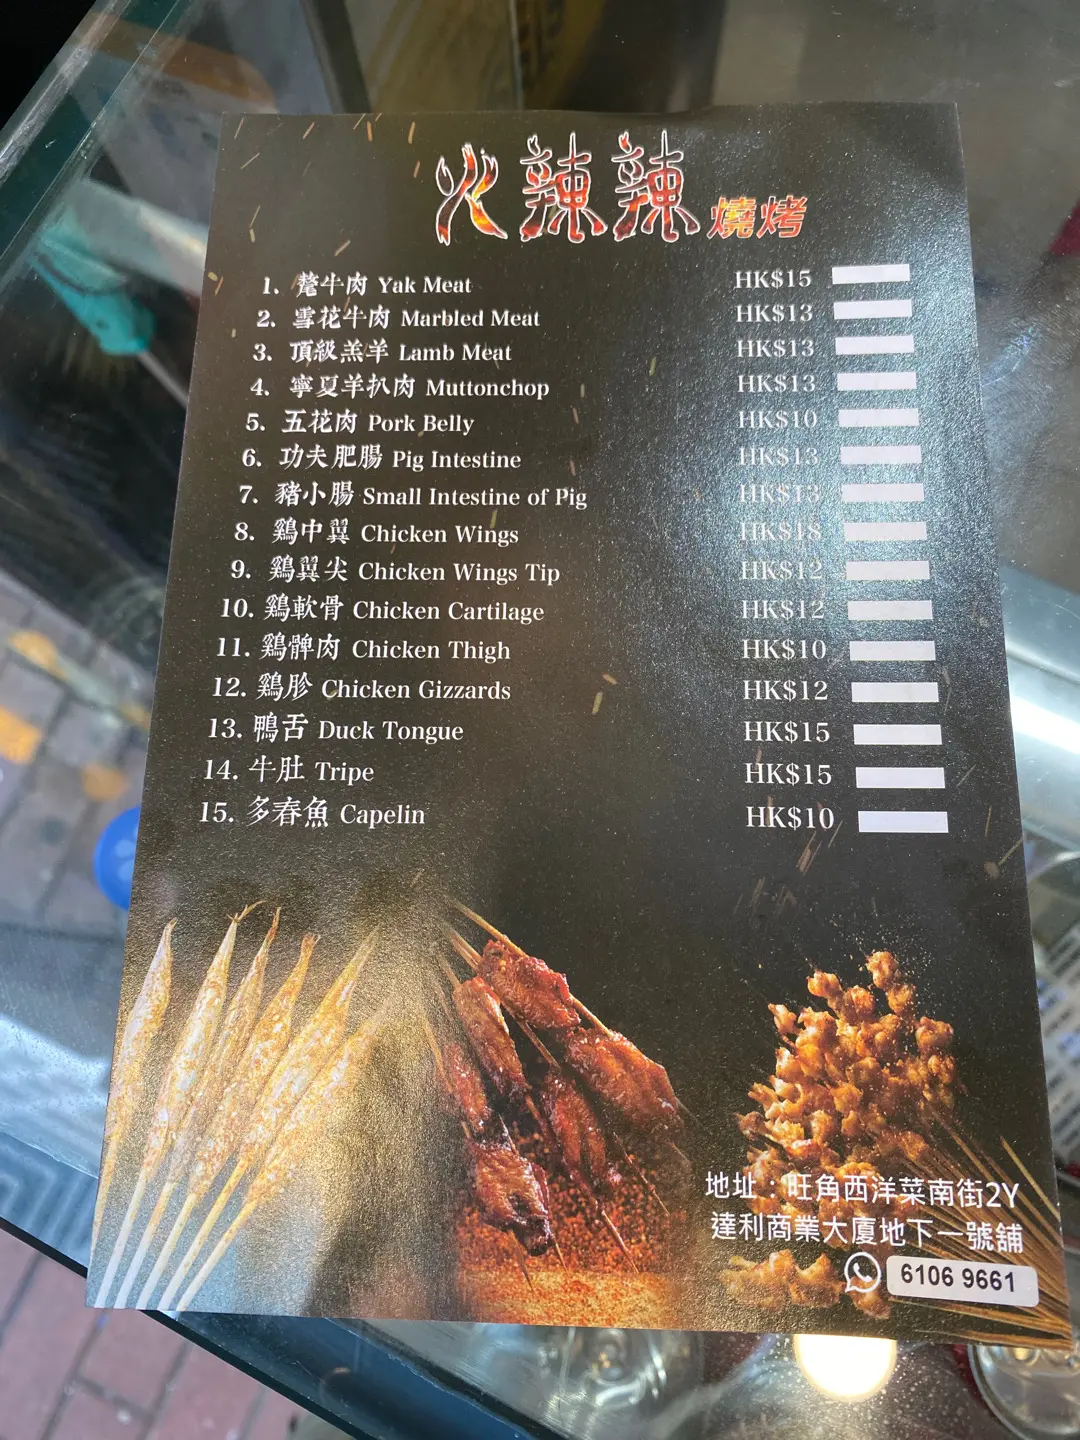 火辣辣燒烤
1. 氂牛肉 Yak Meat HK$15
2. 雪花牛肉 Marbled Meat HK$13
3. 頂級羔羊 Lamb Meat HK$13
4. 寧夏羊扒肉 Muttonchop HK$13
5. 五花肉 Pork Belly HK$10
6. 功夫肥腸 Pig Intestine HK$13
7. 豬小腸 Small Intestine of Pig HK$13
8. 鷄中翼 Chicken Wings HK$18
9. 鷄翼尖 Chicken Wings Tip HK$12
10. 鷄軟骨 Chicken Cartilage HK$12
11. 鷄髀肉 Chicken Thigh HK$10
12. 鷄胗 Chicken Gizzards HK$12
13. 鴨舌 Duck Tongue HK$15
14. 牛肚 Tripe HK$15
15. 多春魚 Capelin HK$10
地址：旺角西洋菜南街2Y
達利商業大廈地下一號舖
6106 9661